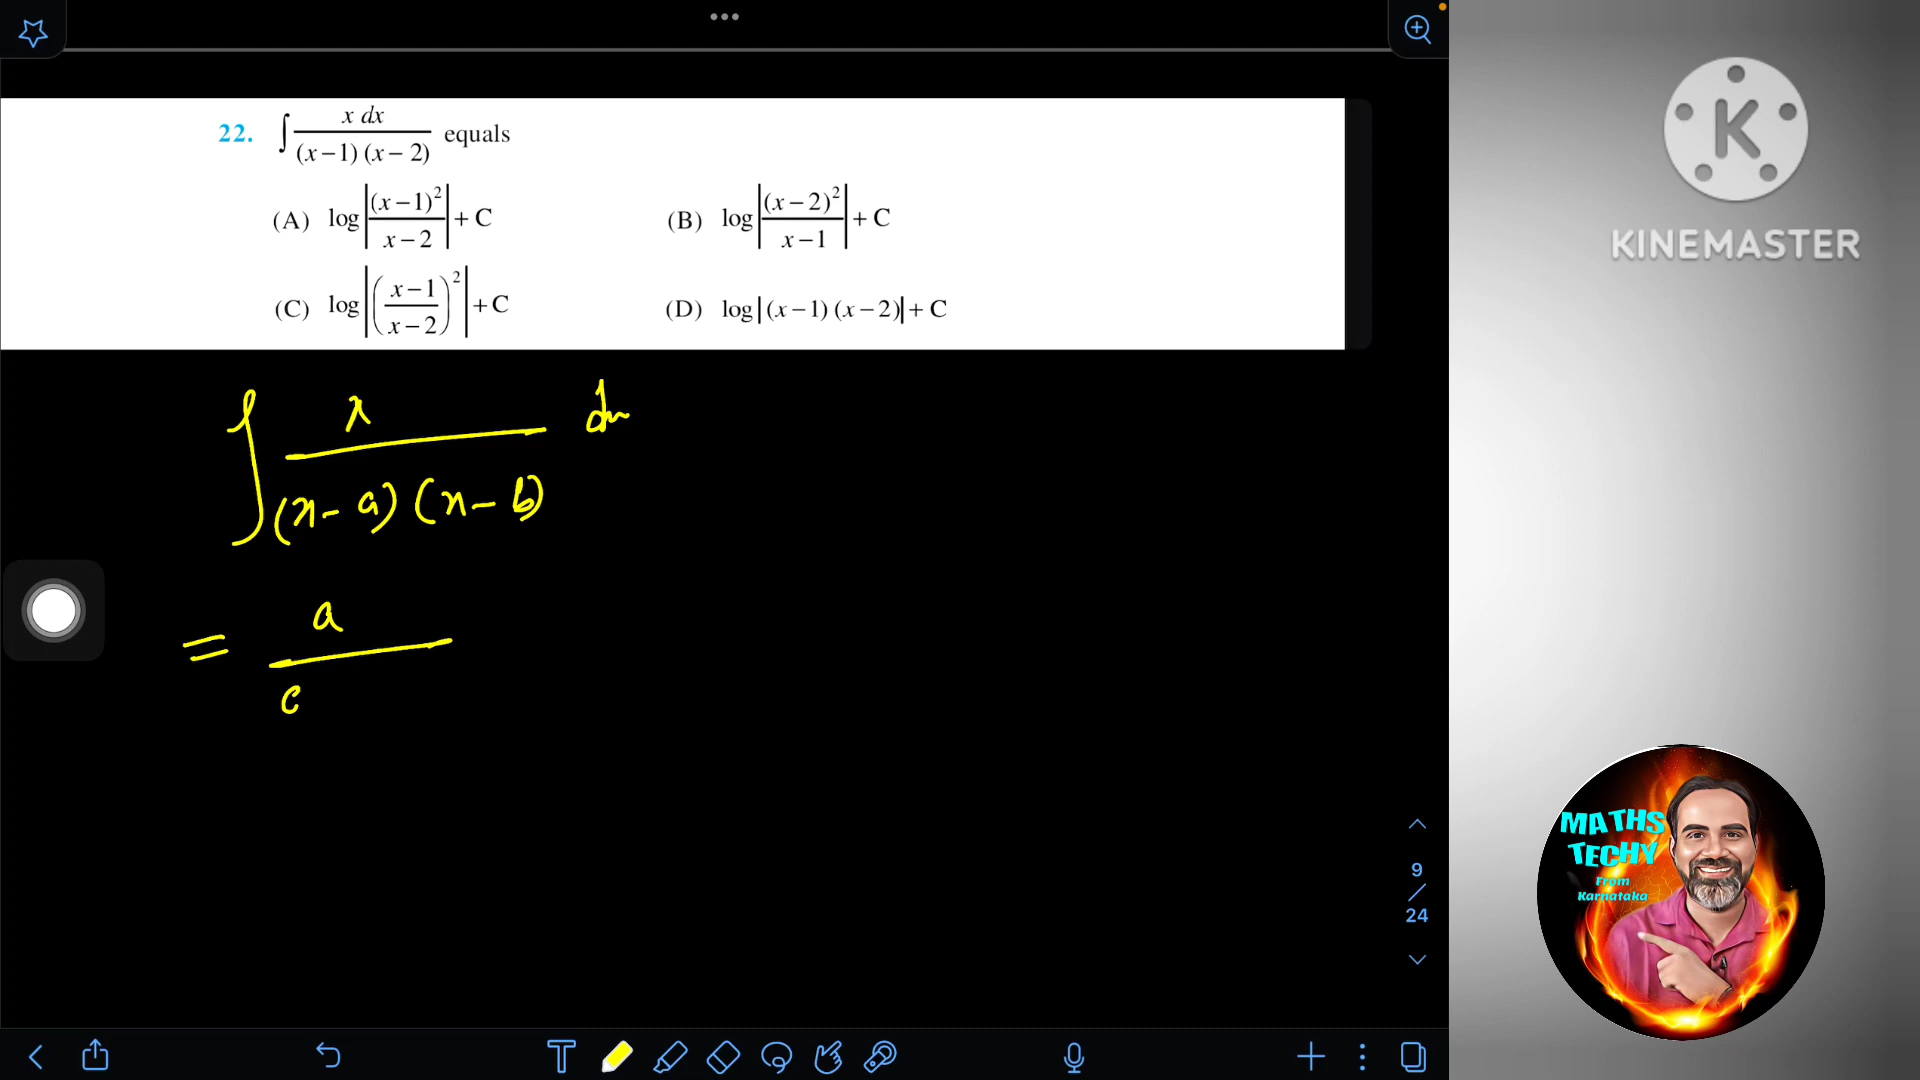 22. ∫ x dx / (x−1) (x−2) equals
(A) log |(x−1)² / x−2| + C
(B) log |(x−2)² / x−1| + C
(C) log |(x−1 / x−2)²| + C
(D) log |(x−1) (x−2)| + C
∫ x / (x-a) (x-b) dx
= a / c
9 / 24
KINEMASTER
MATHS
TECHY
From
Karnataka